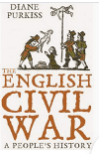 DIANE
PURKISS
THE
ENGLISH
CIVIL
WAR
A PEOPLE'S HISTORY